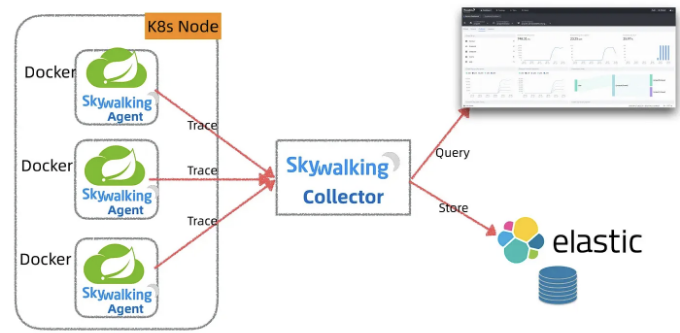 K8s Node
Docker
Skywalking
Agent
Trace
Docker
Skywalking
Agent
Trace
Docker
Skywalking
Agent
Trace
Skywalking
Collector
Query
Store
elastic